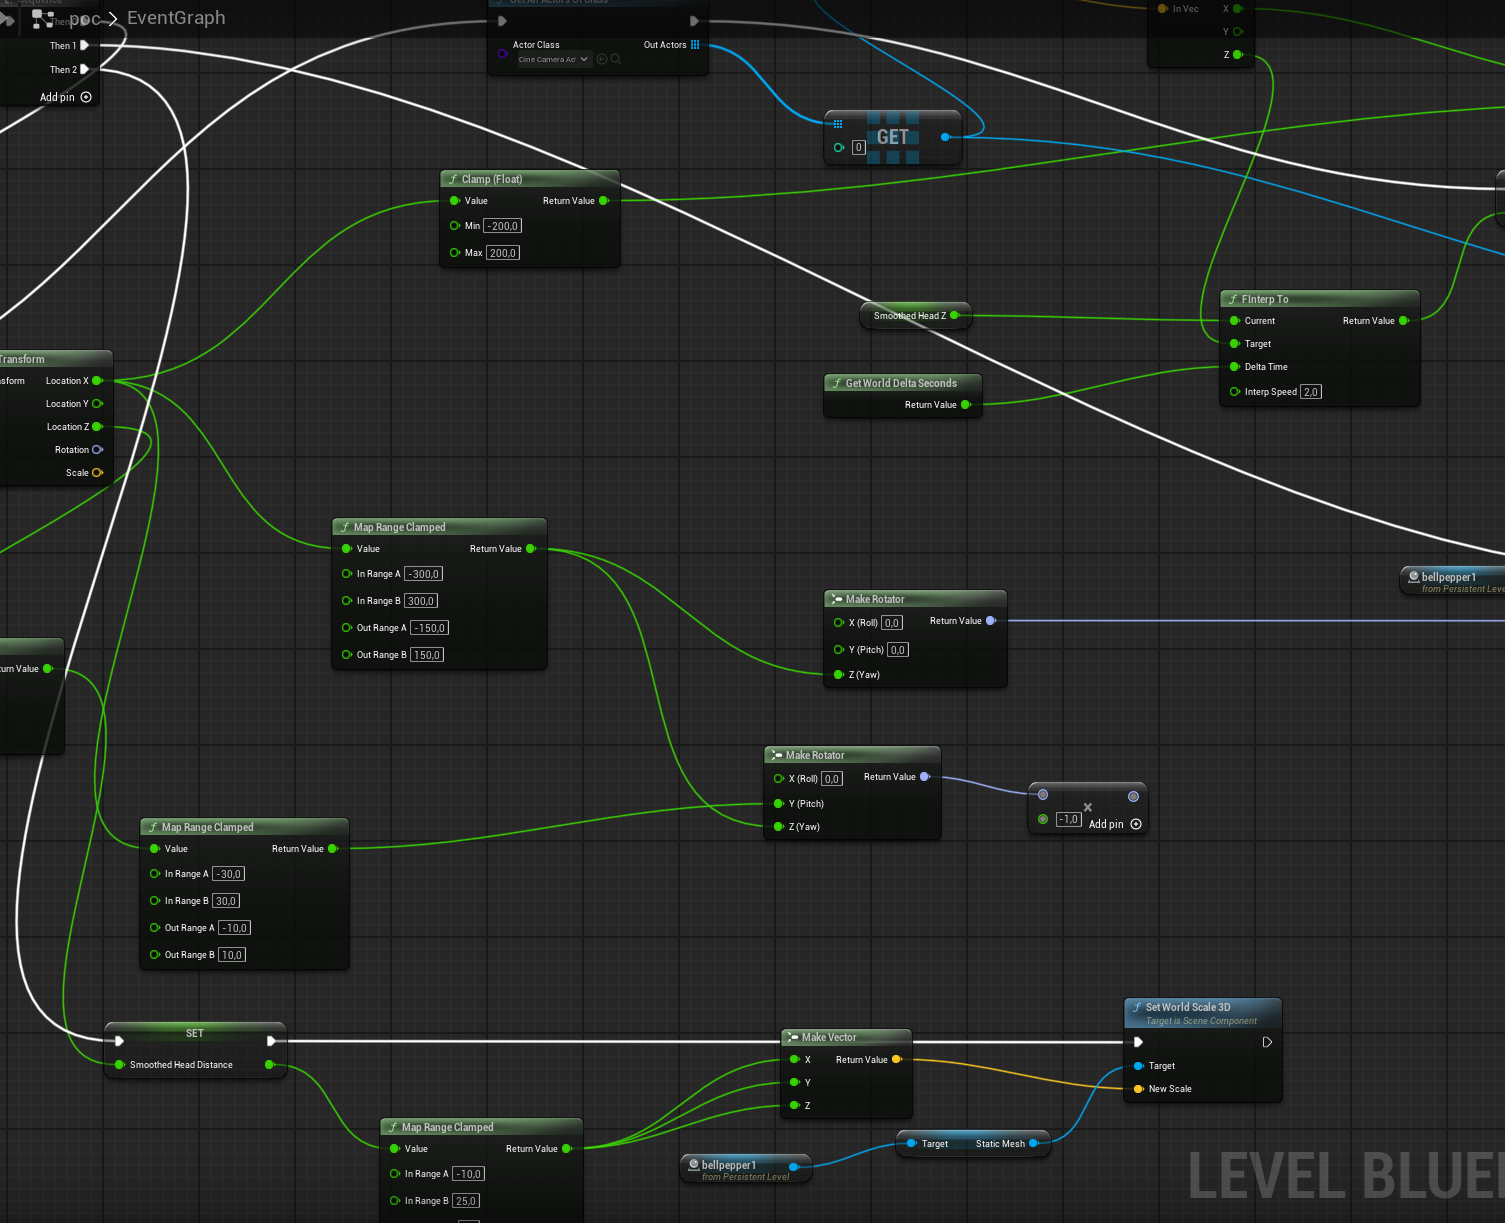 poc > EventGraph
Then 1
Then 2
Add pin
Get All Actors Of Class
Actor Class
Out Actors
Cine Camera Ac
In Vec
X
Y
Z
GET
0
Clamp (Float)
Value
Return Value
Min -200,0
Max 200,0
Smoothed Head Z
Get World Delta Seconds
Return Value
FInterp To
Current
Return Value
Target
Delta Time
Interp Speed 2,0
Transform
sform
Location X
Location Y
Location Z
Rotation
Scale
Map Range Clamped
Value
Return Value
In Range A -300,0
In Range B 300,0
Out Range A -150,0
Out Range B 150,0
bellpepper1
from Persistent Leve
Make Rotator
X (Roll) 0,0
Return Value
Y (Pitch) 0,0
Z (Yaw)
urn Value
Make Rotator
X (Roll) 0,0
Return Value
Y (Pitch)
Z (Yaw)
-1,0
×
Add pin
Map Range Clamped
Value
Return Value
In Range A -30,0
In Range B 30,0
Out Range A -10,0
Out Range B 10,0
SET
Smoothed Head Distance
Make Vector
X
Return Value
Y
Z
Set World Scale 3D
Target is Scene Component
Target
New Scale
Map Range Clamped
Value
Return Value
In Range A -10,0
In Range B 25,0
bellpepper1
from Persistent Level
Target
Static Mesh
LEVEL BLUE